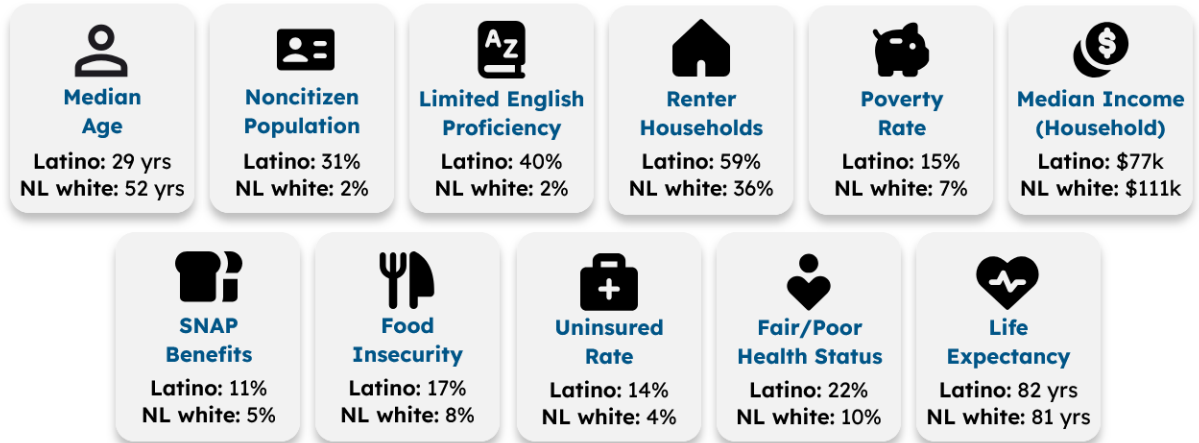 Median
Age
Latino: 29 yrs
NL white: 52 yrs
Noncitizen
Population
Latino: 31%
NL white: 2%
AZ
Limited English
Proficiency
Latino: 40%
NL white: 2%
Renter
Households
Latino: 59%
NL white: 36%
Poverty
Rate
Latino: 15%
NL white: 7%
$
Median Income
(Household)
Latino: $77k
NL white: $111k
SNAP
Benefits
Latino: 11%
NL white: 5%
Food
Insecurity
Latino: 17%
NL white: 8%
Uninsured
Rate
Latino: 14%
NL white: 4%
Fair/Poor
Health Status
Latino: 22%
NL white: 10%
Life
Expectancy
Latino: 82 yrs
NL white: 81 yrs